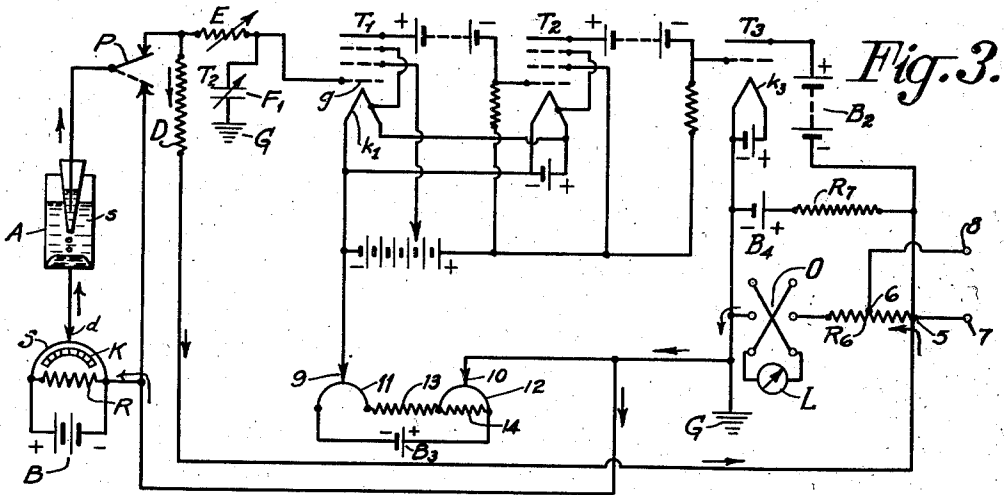 Fig. 3.
P
E
T2
F1
G
D
A
s
S
d
K
R
+ -
B
T1
+ -
g
k1
T2
+ -
- +
- +
T3
k3
- +
+
B2
-
R7
- +
B4
8
O
6
R6
5
7
L
G
9
11
13
10
12
14
- +
B3